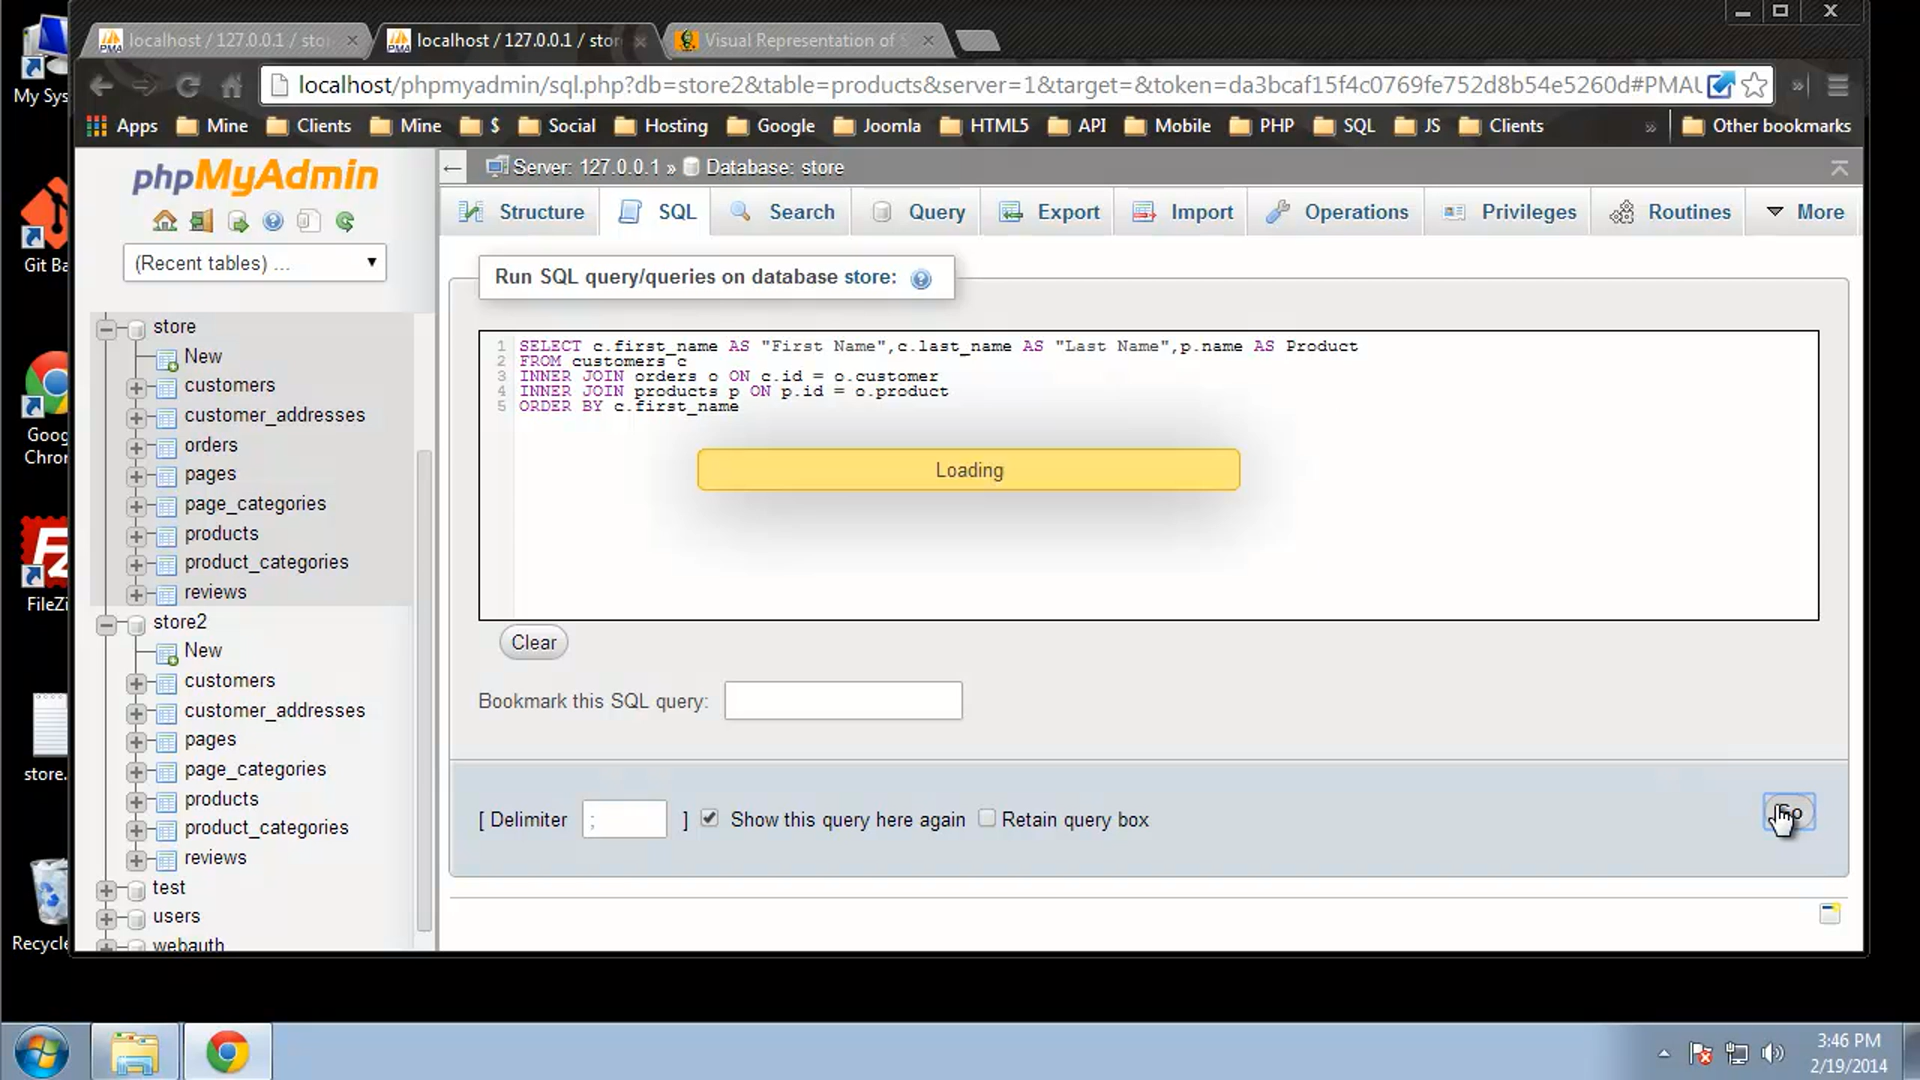 localhost / 127.0.0.1 / stor
localhost / 127.0.0.1 / stor
Visual Representation of S
localhost/phpmyadmin/sql.php?db=store2&table=products&server=1&target=&token=da3bcaf15f4c0769fe752d8b54e5260d#PMAU
Apps Mine Clients Mine $ Social Hosting Google Joomla HTML5 API Mobile PHP SQL JS Clients » Other bookmarks
My Sys
Git Ba
Goog
Chron
FileZi
store.
Recycle
phpMyAdmin
(Recent tables) ...
store
New
customers
customer_addresses
orders
pages
page_categories
products
product_categories
reviews
store2
New
customers
customer_addresses
pages
page_categories
products
product_categories
reviews
test
users
webauth
Server: 127.0.0.1 » Database: store
Structure SQL Search Query Export Import Operations Privileges Routines More
Run SQL query/queries on database store:
1 SELECT c.first_name AS "First Name",c.last_name AS "Last Name",p.name AS Product
2 FROM customers c
3 INNER JOIN orders o ON c.id = o.customer
4 INNER JOIN products p ON p.id = o.product
5 ORDER BY c.first_name
Loading
Clear
Bookmark this SQL query:
[ Delimiter ; ] Show this query here again Retain query box
Go
3:46 PM
2/19/2014